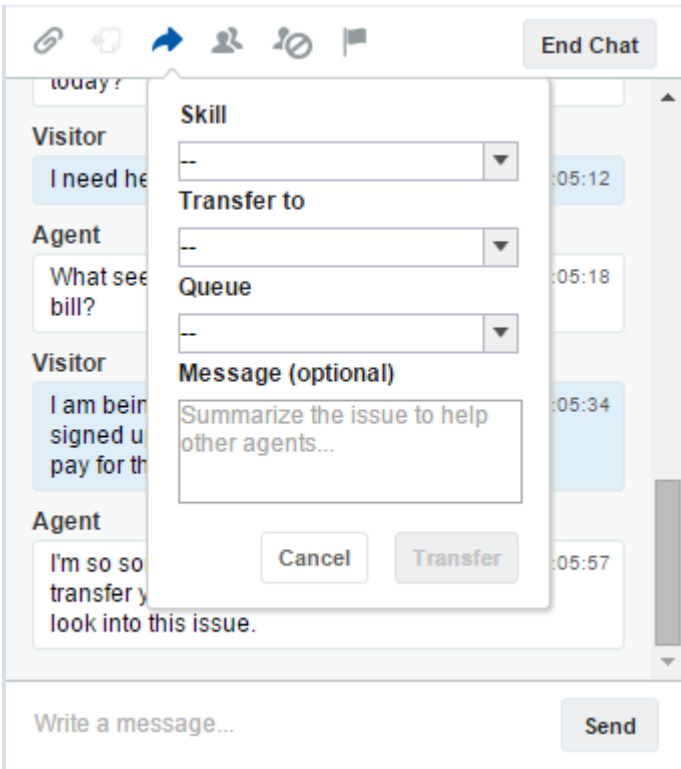 End Chat
today?
Skill
--
Visitor
I need he
:05:12
Transfer to
--
Agent
What see
:05:18
bill?
Queue
--
Visitor
Message (optional)
I am bein
:05:34
signed u
pay for th
Summarize the issue to help
other agents...
Agent
I'm so so
:05:57
transfer y
look into this issue.
Cancel
Transfer
Write a message...
Send